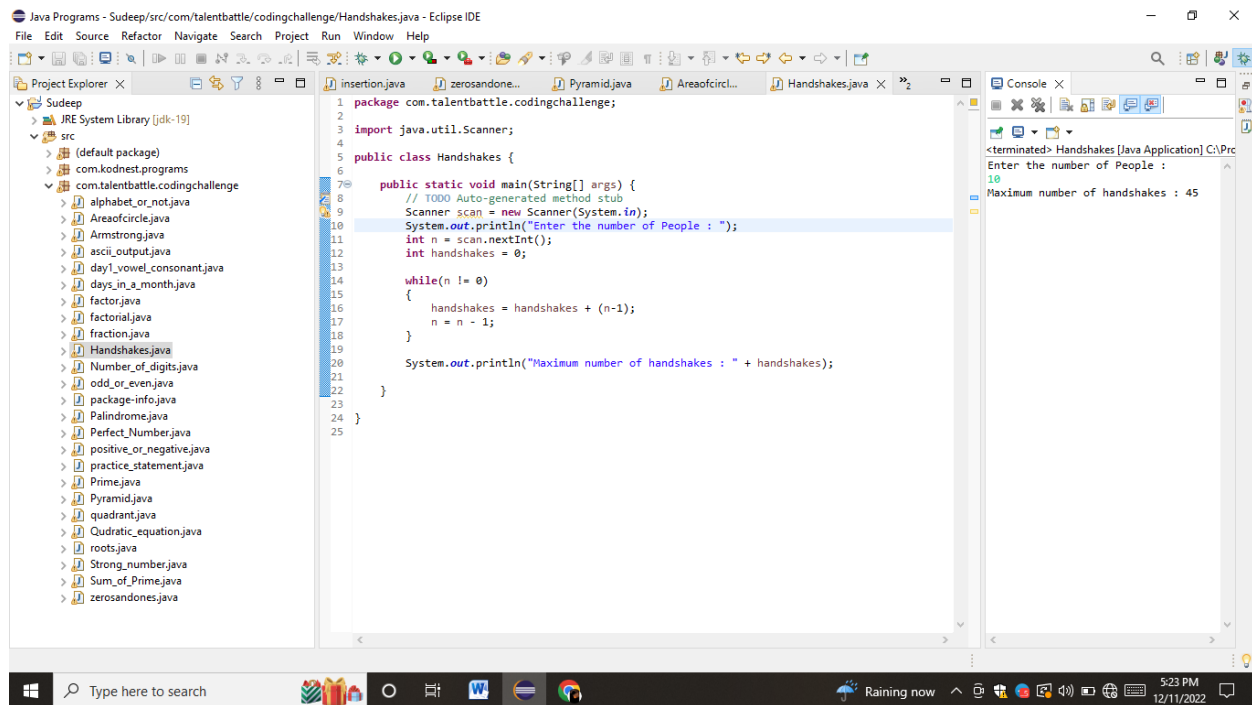 Java Programs - Sudeep/src/com/talentbattle/codingchallenge/Handshakes.java - Eclipse IDE
File Edit Source Refactor Navigate Search Project Run Window Help
Project Explorer
Sudeep
JRE System Library [jdk-19]
src
(default package)
com.kodnest.programs
com.talentbattle.codingchallenge
alphabet_or_not.java
Areaofcircle.java
Armstrong.java
ascii_output.java
day1_vowel_consonant.java
days_in_a_month.java
factor.java
factorial.java
fraction.java
Handshakes.java
Number_of_digits.java
odd_or_even.java
package-info.java
Palindrome.java
Perfect_Number.java
positive_or_negative.java
practice_statement.java
Prime.java
Pyramid.java
quadrant.java
Qudratic_equation.java
roots.java
Strong_number.java
Sum_of_Prime.java
zerosandones.java
insertion.java zerosandone... Pyramid.java Areaofcircl... Handshakes.java »2
1 package com.talentbattle.codingchallenge;
2
3 import java.util.Scanner;
4
5 public class Handshakes {
6
7 public static void main(String[] args) {
8 // TODO Auto-generated method stub
9 Scanner scan = new Scanner(System.in);
10 System.out.println("Enter the number of People : ");
11 int n = scan.nextInt();
12 int handshakes = 0;
13
14 while(n != 0)
15 {
16 handshakes = handshakes + (n-1);
17 n = n - 1;
18 }
19
20 System.out.println("Maximum number of handshakes : " + handshakes);
21
22 }
23
24 }
25
Console
<terminated> Handshakes [Java Application] C:\Pro
Enter the number of People :
10
Maximum number of handshakes : 45
Type here to search
Raining now
5:23 PM
12/11/2022